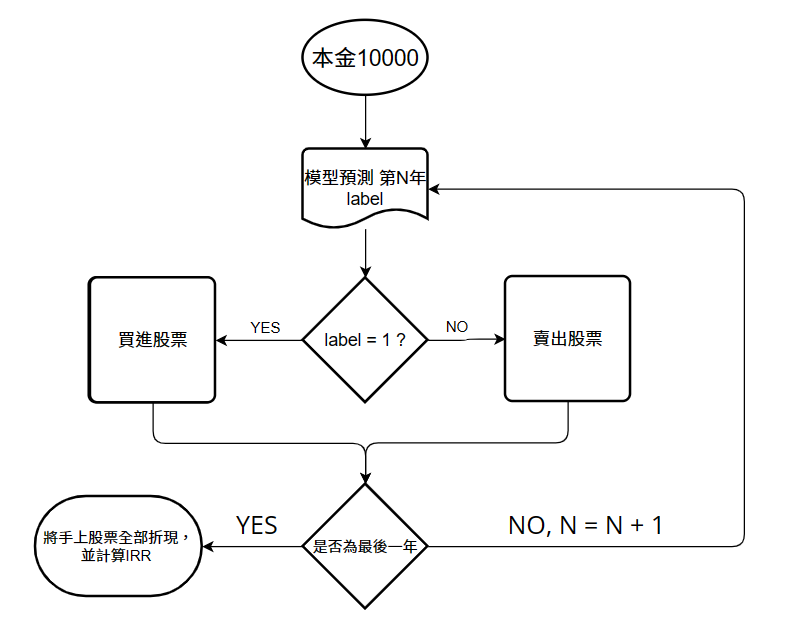 本金10000
模型預測 第N年
label
買進股票
YES
label = 1 ?
NO
賣出股票
將手上股票全部折現，
並計算IRR
YES
是否為最後一年
NO, N = N + 1